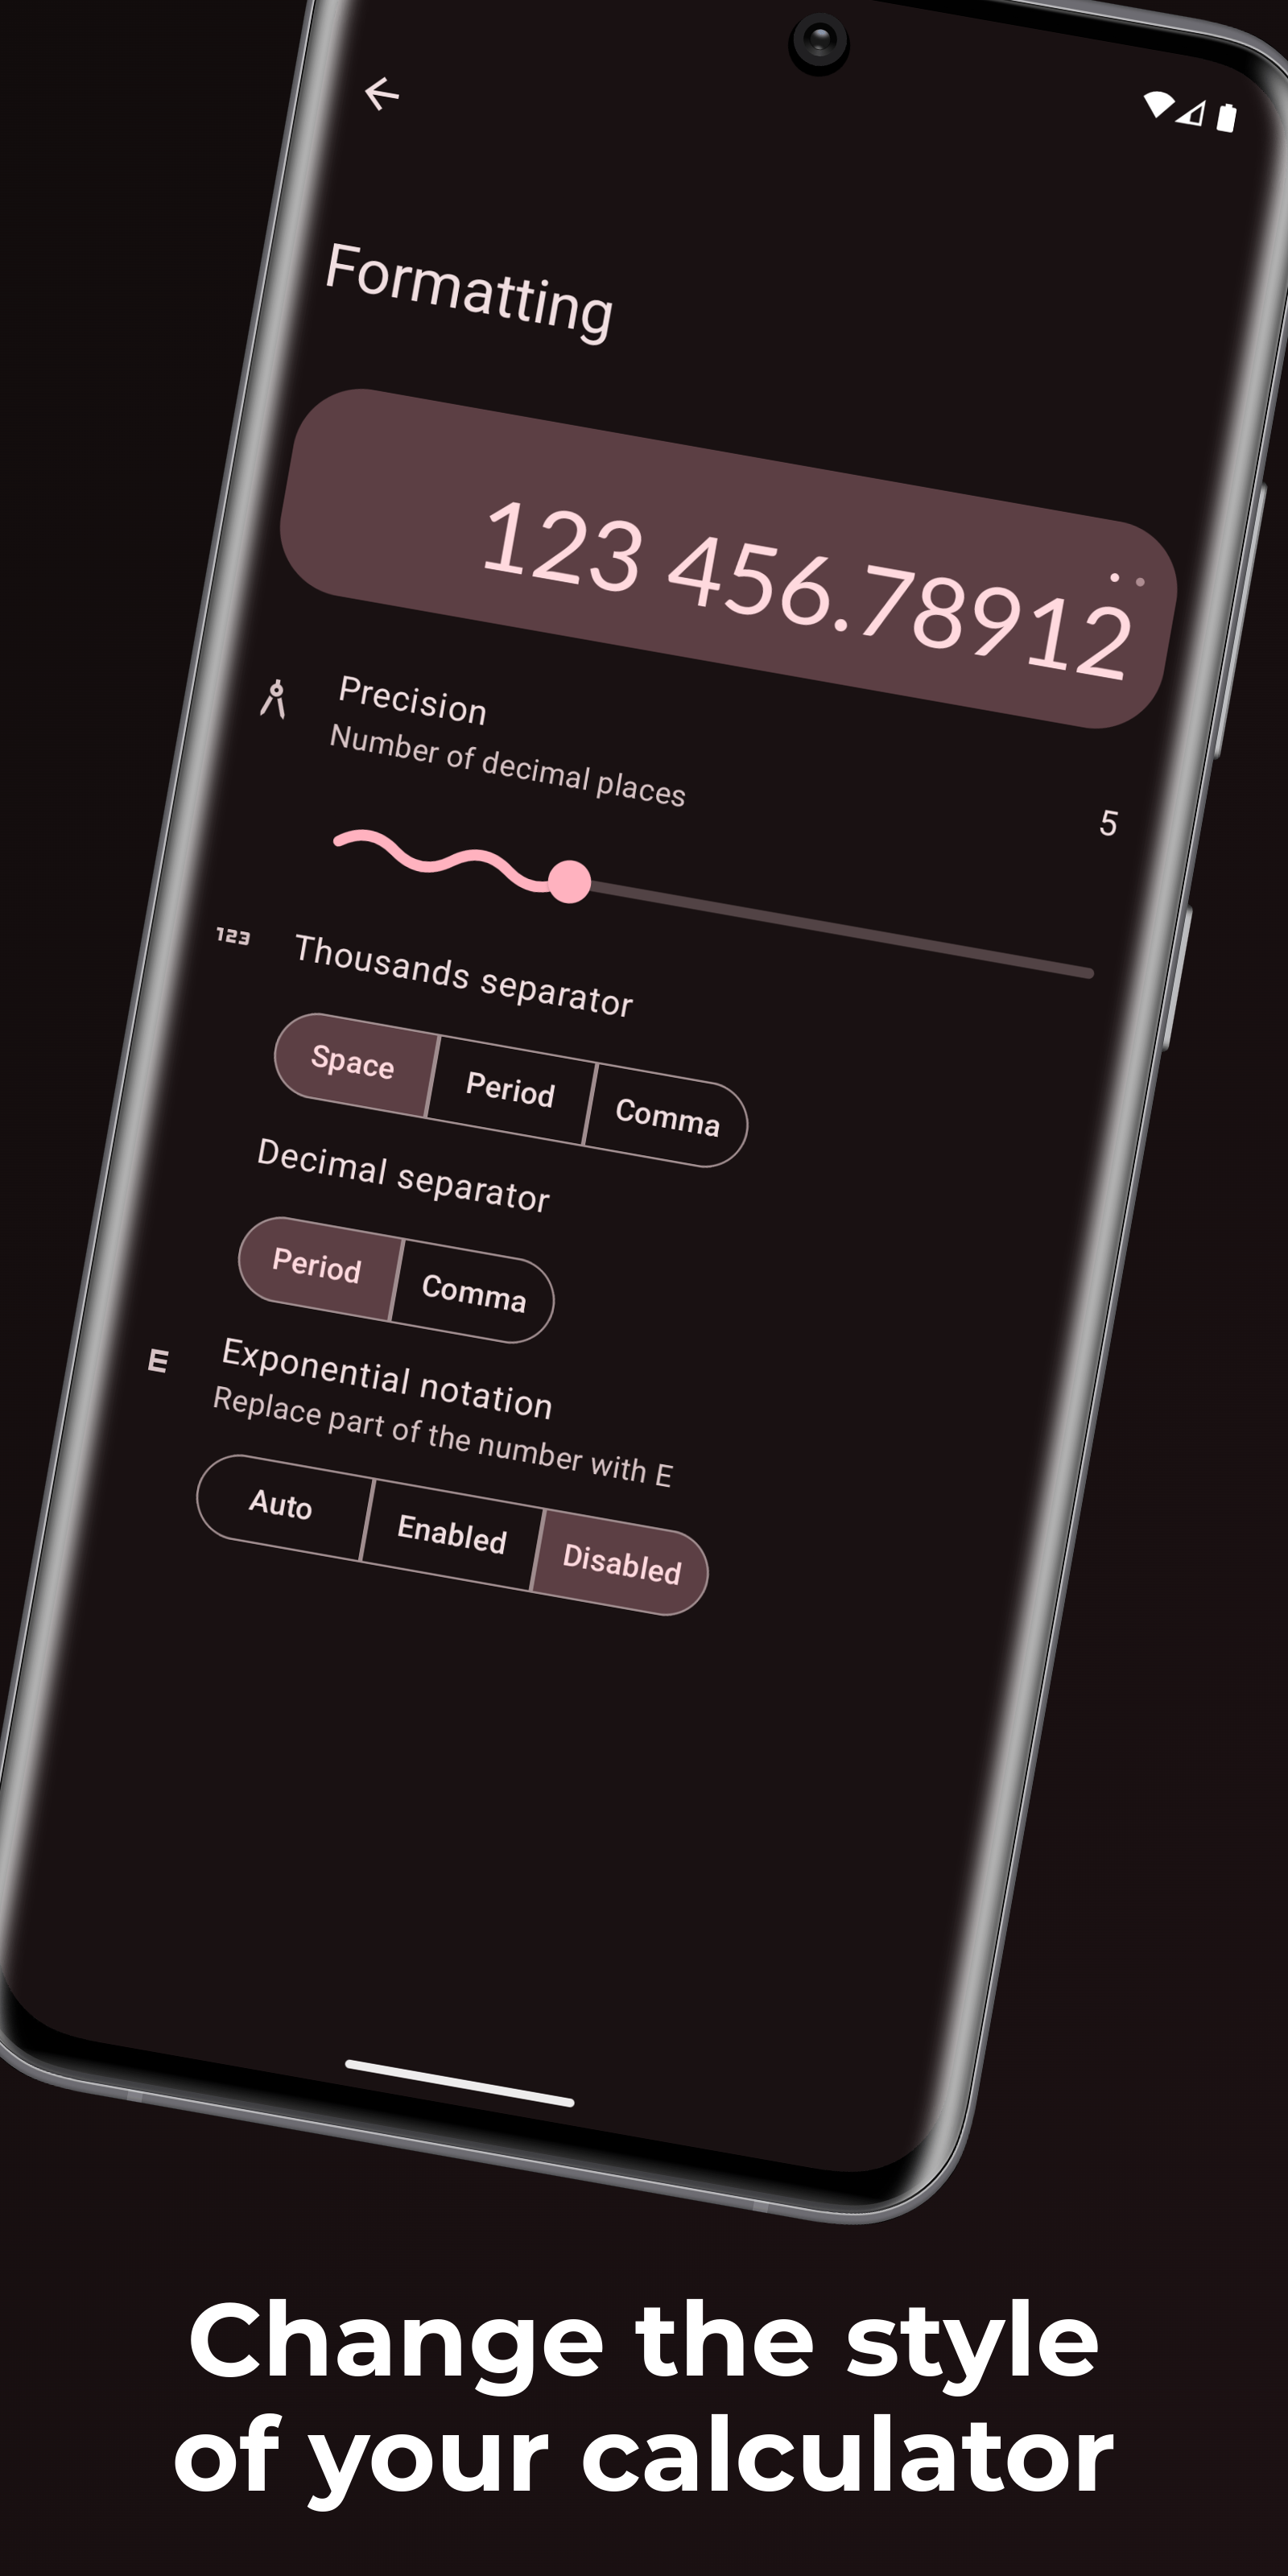 Formatting
123 456.78912
Precision
Number of decimal places
5
123
Thousands separator
Space
Period
Comma
Decimal separator
Period
Comma
E
Exponential notation
Replace part of the number with E
Auto
Enabled
Disabled
Change the style
of your calculator